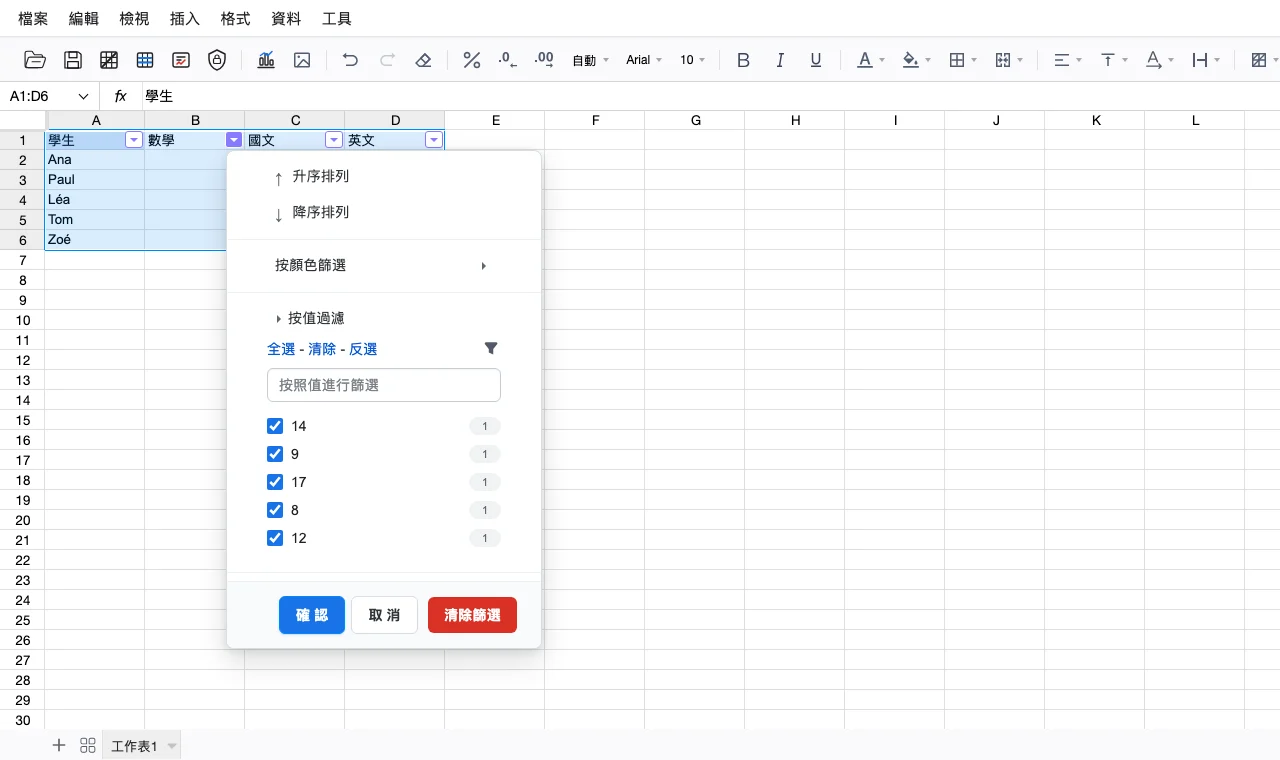 檔案 編輯 檢視 插入 格式 資料 工具
% .0 .00 自動 Arial 10 B I U A A
A1:D6 fx 學生
A B C D E F G H I J K L
1 學生 數學 國文 英文
2 Ana
3 Paul
4 Léa
5 Tom
6 Zoé
7
8
9
10
11
12
13
14
15
16
17
18
19
20
21
22
23
24
25
26
27
28
29
30
↑ 升序排列
↓ 降序排列
按顏色篩選
按值過濾
全選 - 清除 - 反選
按照值進行篩選
14 1
9 1
17 1
8 1
12 1
確 認 取 消 清除篩選
工作表1